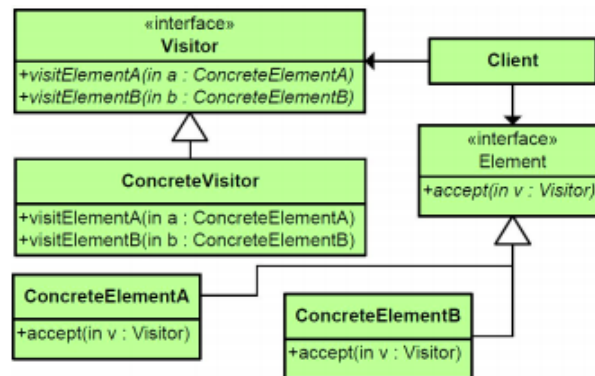 «interface»
Visitor
+visitElementA(in a : ConcreteElementA)
+visitElementB(in b : ConcreteElementB)
Client
«interface»
Element
+accept(in v : Visitor)
ConcreteVisitor
+visitElementA(in a : ConcreteElementA)
+visitElementB(in b : ConcreteElementB)
ConcreteElementA
+accept(in v : Visitor)
ConcreteElementB
+accept(in v : Visitor)